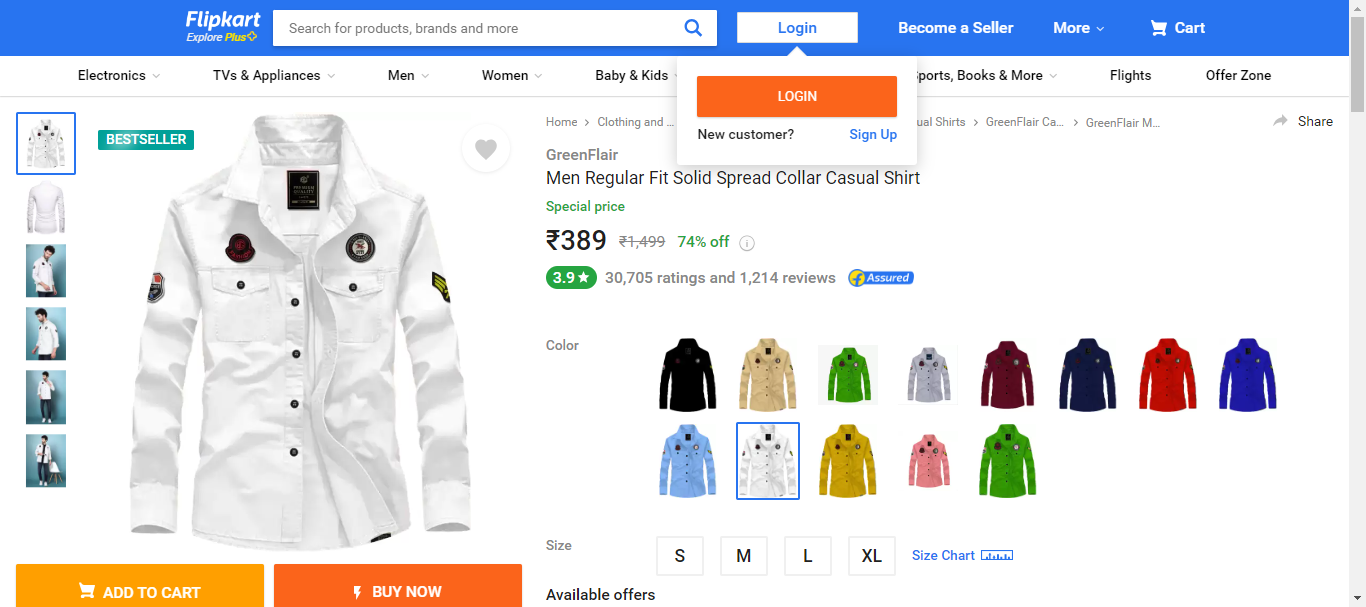 Flipkart
Explore Plus
Search for products, brands and more
Login
Become a Seller
More
Cart
Electronics
TVs & Appliances
Men
Women
Baby & Kids
ports, Books & More
Flights
Offer Zone
LOGIN
New customer? Sign Up
BESTSELLER
PREMIUM
QUALITY
Home > Clothing and ...
ual Shirts > GreenFlair Ca... > GreenFlair M...
Share
GreenFlair
Men Regular Fit Solid Spread Collar Casual Shirt
Special price
₹389 ₹1,499 74% off i
3.9★ 30,705 ratings and 1,214 reviews f Assured
Color
Size
S M L XL Size Chart
ADD TO CART
BUY NOW
Available offers